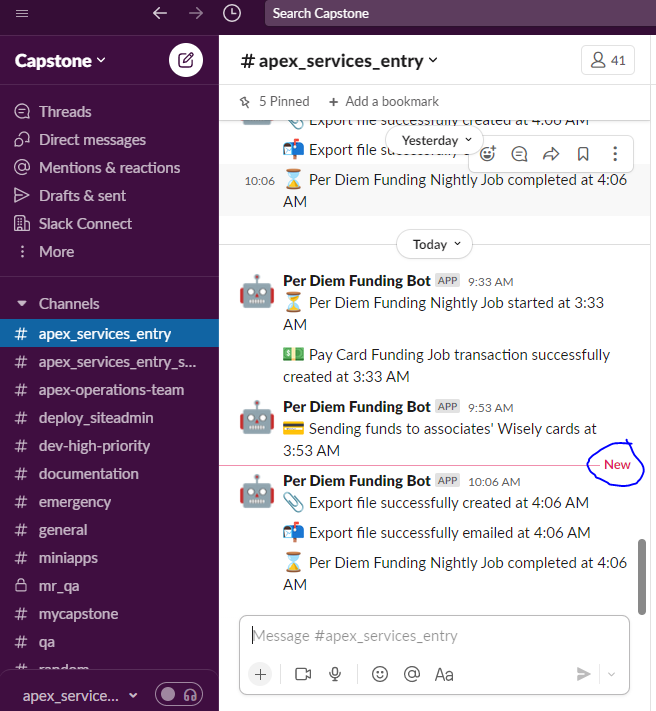 Search Capstone
Capstone
Threads
Direct messages
Mentions & reactions
Drafts & sent
Slack Connect
More
Channels
# apex_services_entry
# apex_services_entry_s...
# apex-operations-team
# deploy_siteadmin
# dev-high-priority
# documentation
# emergency
# general
# miniapps
mr_qa
# mycapstone
# qa
# random
apex_service...
# apex_services_entry
41
5 Pinned + Add a bookmark
Export file successfully created at 4:06 AM
Yesterday
Export file
10:06 Per Diem Funding Nightly Job completed at 4:06
AM
Today
Per Diem Funding Bot APP 9:33 AM
Per Diem Funding Nightly Job started at 3:33
AM
Pay Card Funding Job transaction successfully
created at 3:33 AM
Per Diem Funding Bot APP 9:53 AM
Sending funds to associates' Wisely cards at
3:53 AM
New
Per Diem Funding Bot APP 10:06 AM
Export file successfully created at 4:06 AM
Export file successfully emailed at 4:06 AM
Per Diem Funding Nightly Job completed at 4:06
AM
Message #apex_services_entry
Aa